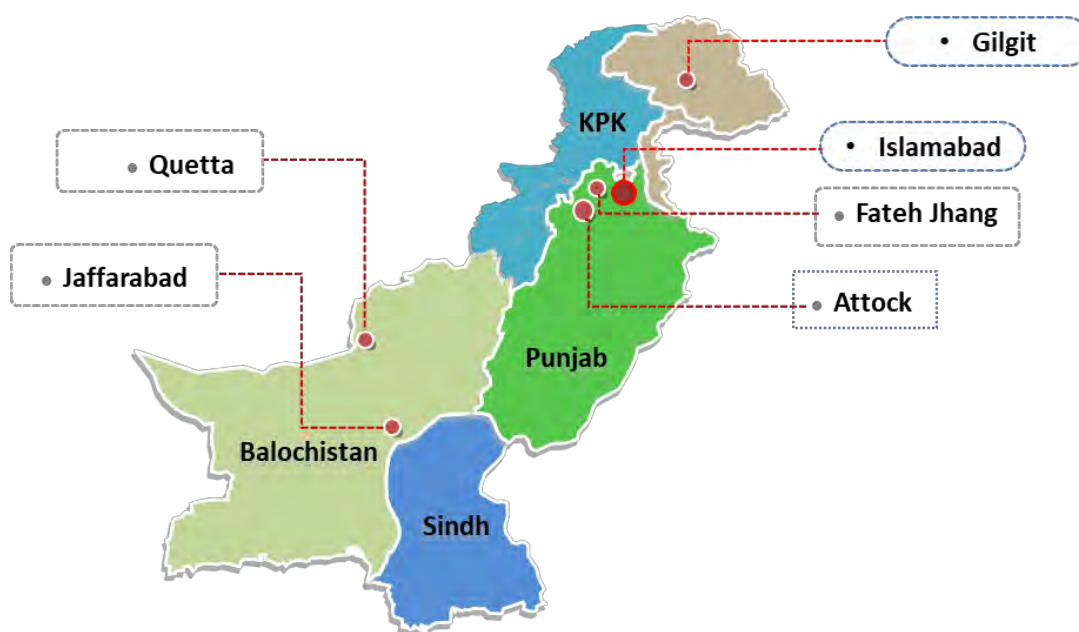 • Gilgit
KPK
• Islamabad
• Quetta
• Fateh Jhang
• Jaffarabad
• Attock
Punjab
Balochistan
Sindh